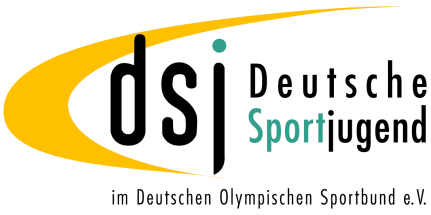 dsj Deutsche
Sportjugend
im Deutschen Olympischen Sportbund e.V.